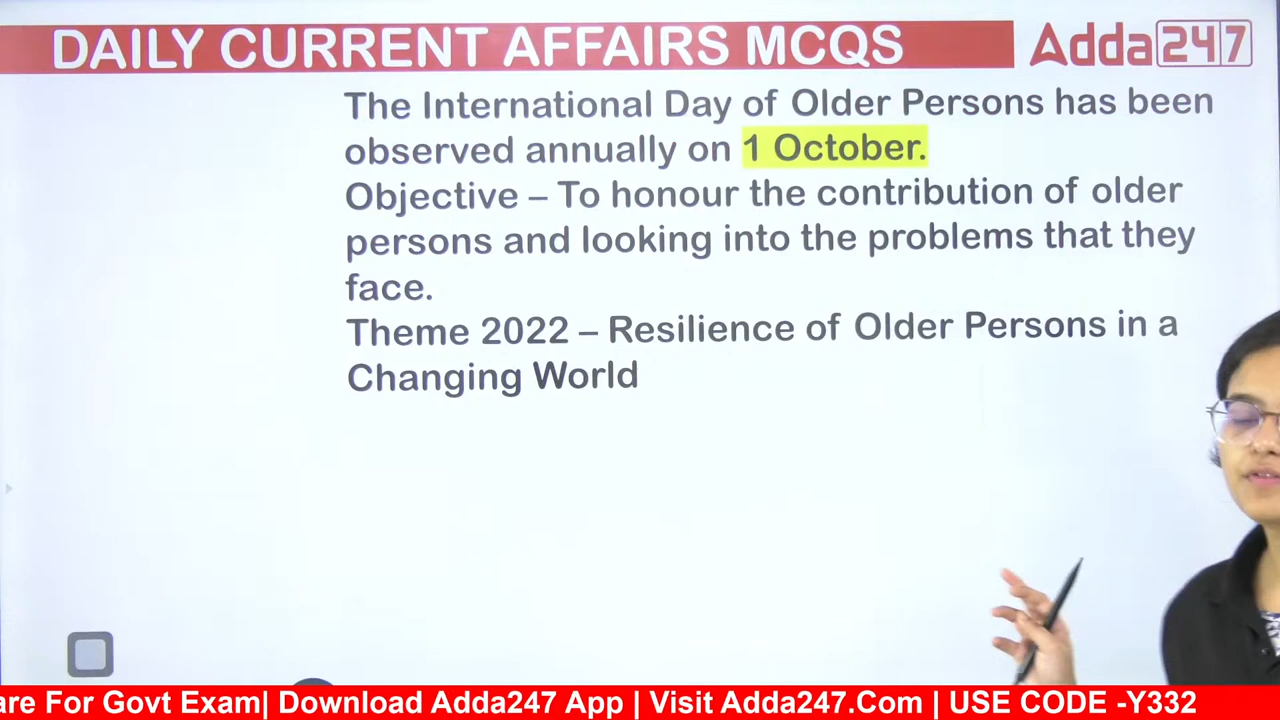 DAILY CURRENT AFFAIRS MCQS
Adda247
The International Day of Older Persons has been
observed annually on 1 October.
Objective – To honour the contribution of older
persons and looking into the problems that they
face.
Theme 2022 – Resilience of Older Persons in a
Changing World
are For Govt Exam| Download Adda247 App | Visit Adda247.Com | USE CODE -Y332